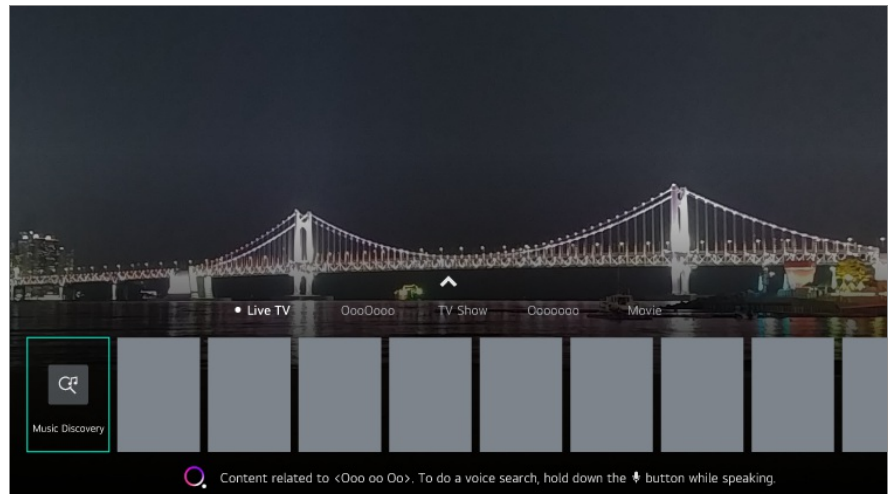 Live TV
OooOooo
TV Show
Ooooooo
Movie
Music Discovery
Content related to <Ooo oo Oo>. To do a voice search, hold down the button while speaking.